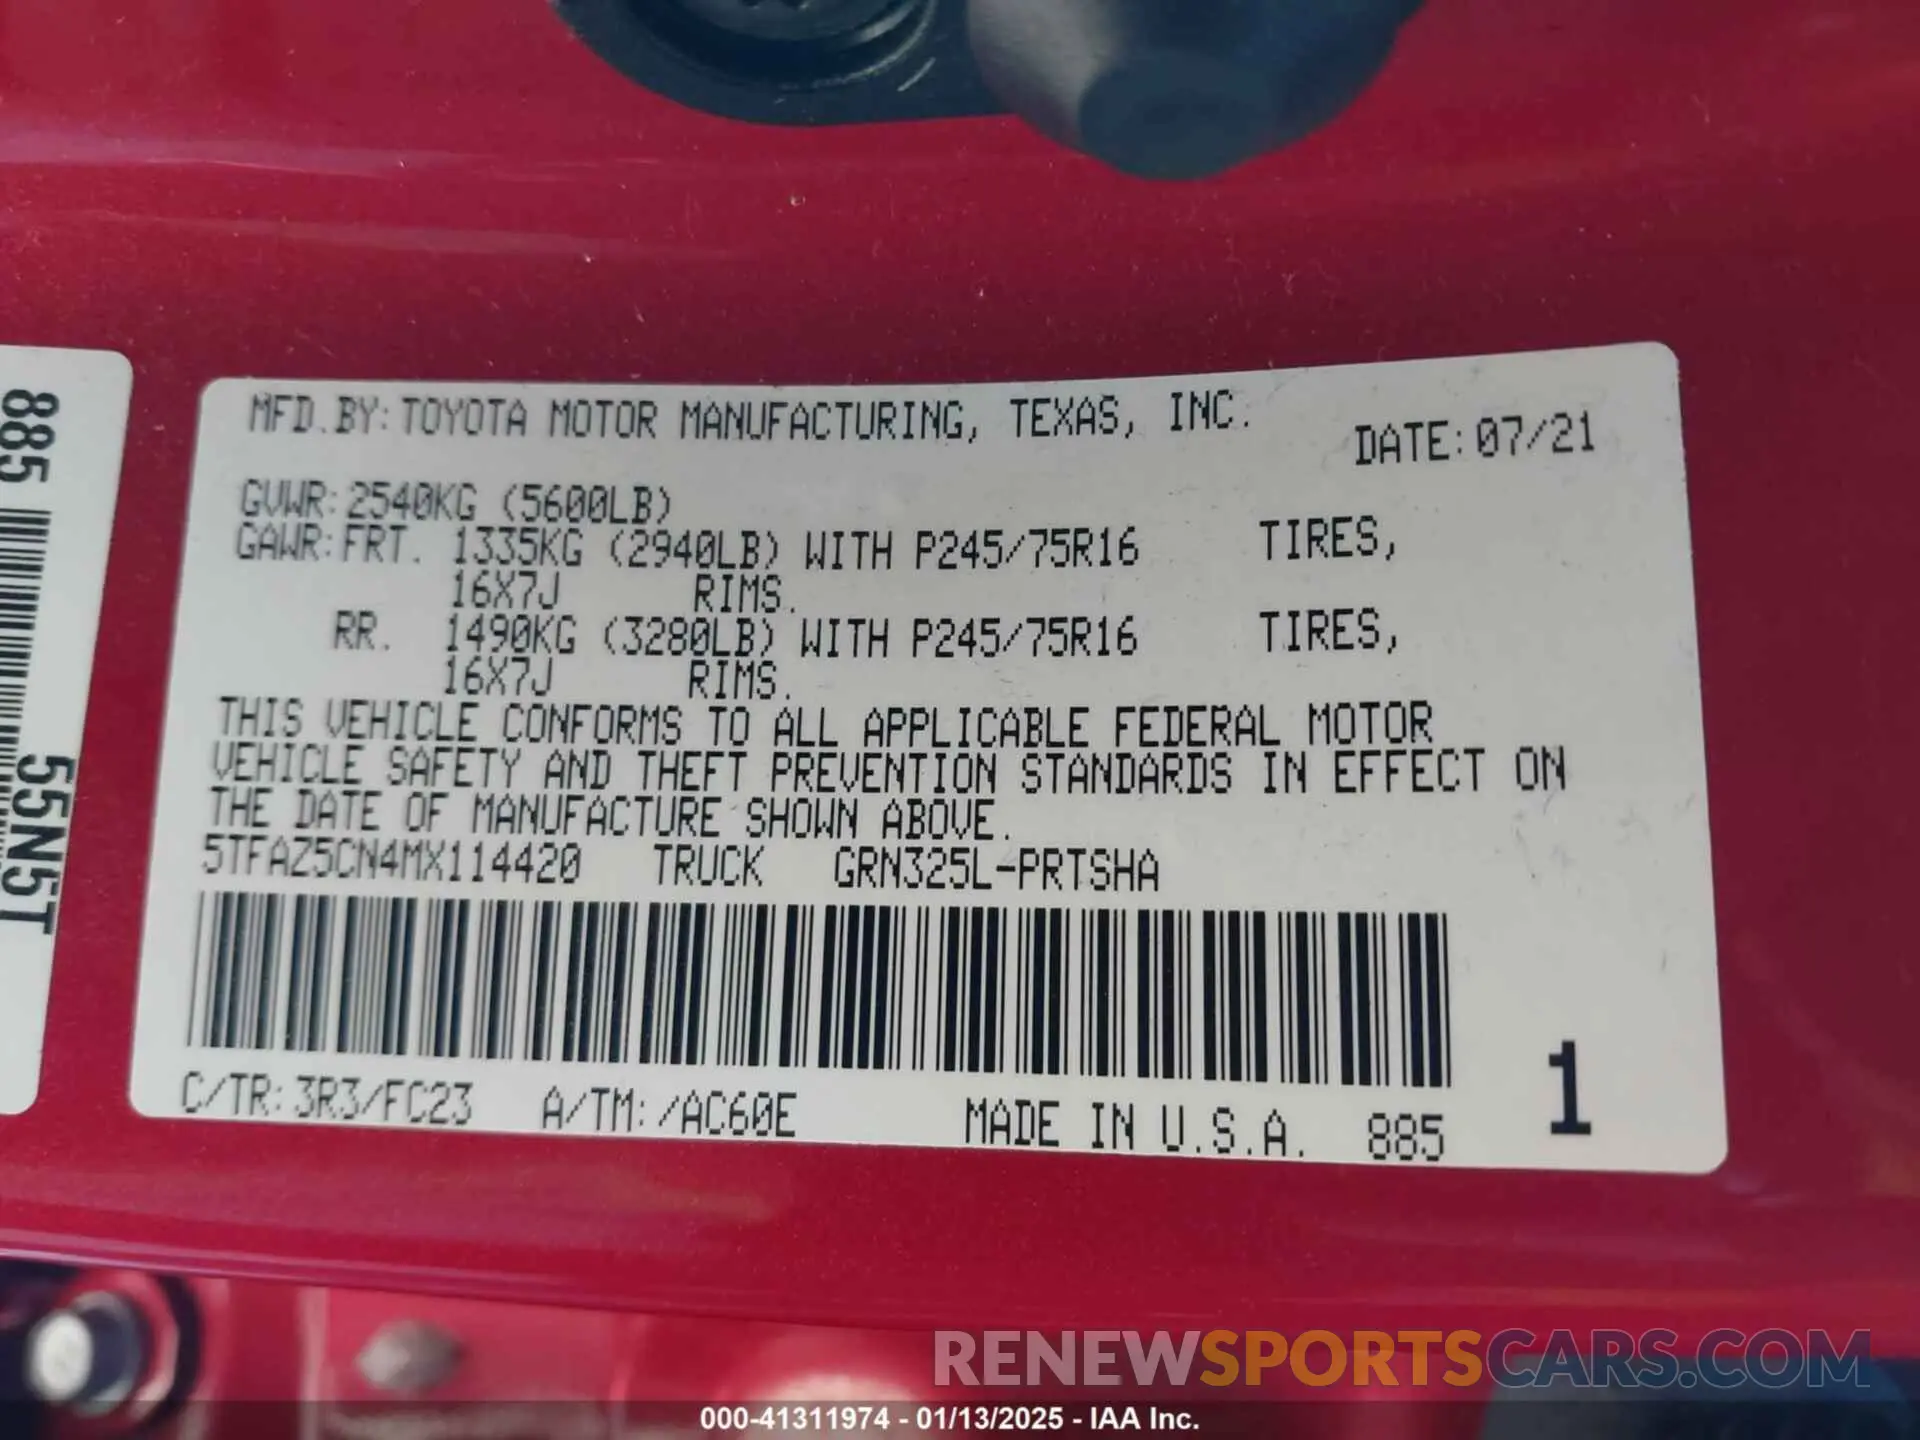 MFD.BY:TOYOTA MOTOR MANUFACTURING, TEXAS, INC. DATE:07/21
GVWR:2540KG (5600LB)
GAWR:FRT. 1335KG (2940LB) WITH P245/75R16 TIRES,
16X7J RIMS.
RR. 1490KG (3280LB) WITH P245/75R16 TIRES,
16X7J RIMS.
THIS VEHICLE CONFORMS TO ALL APPLICABLE FEDERAL MOTOR
VEHICLE SAFETY AND THEFT PREVENTION STANDARDS IN EFFECT ON
THE DATE OF MANUFACTURE SHOWN ABOVE.
5TFAZ5CN4MX114420 TRUCK GRN325L-PRTSHA
1
C/TR:3R3/FC23 A/TM:/AC60E MADE IN U.S.A. 885
885
55N5T
RENEWSPORTSCARS.COM
000-41311974 - 01/13/2025 - IAA Inc.